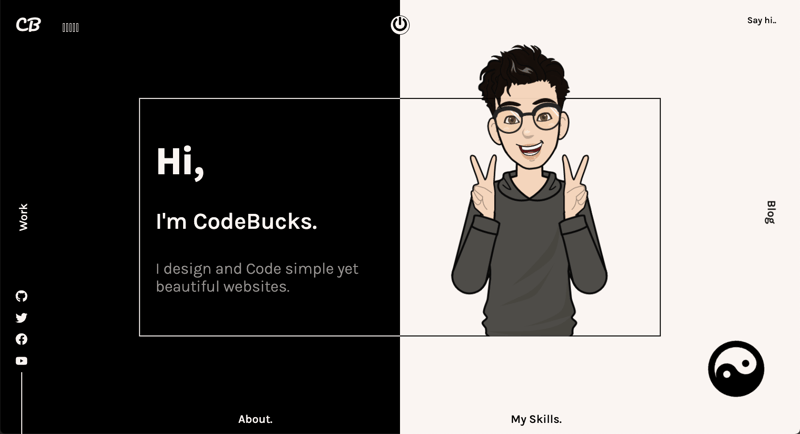 CB
Say hi..
Hi,
I'm CodeBucks.
I design and Code simple yet
beautiful websites.
Work
Blog
About.
My Skills.